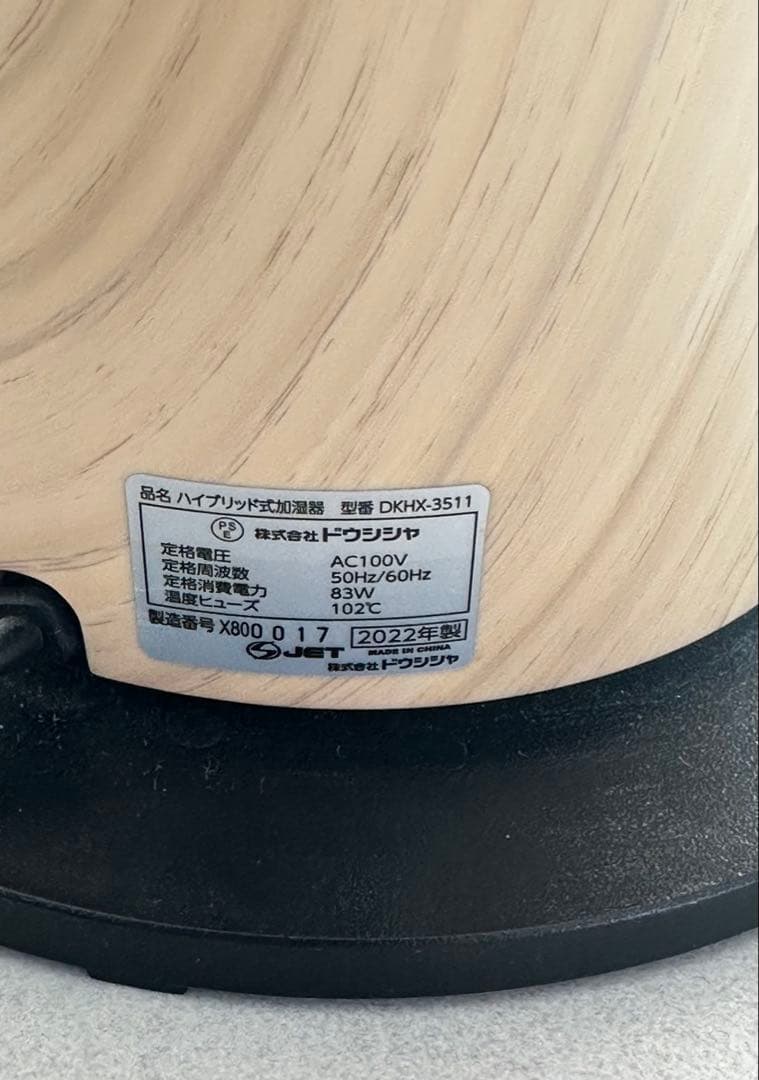 品名 ハイブリッド式加湿器 型番 DKHX-3511
PS E 株式会社ドウシシャ
定格電圧 AC100V
定格周波数 50Hz/60Hz
定格消費電力 83W
温度ヒューズ 102℃
製造番号 X800 0 1 7 2022年製
JET MADE IN CHINA
株式会社ドウシシャ